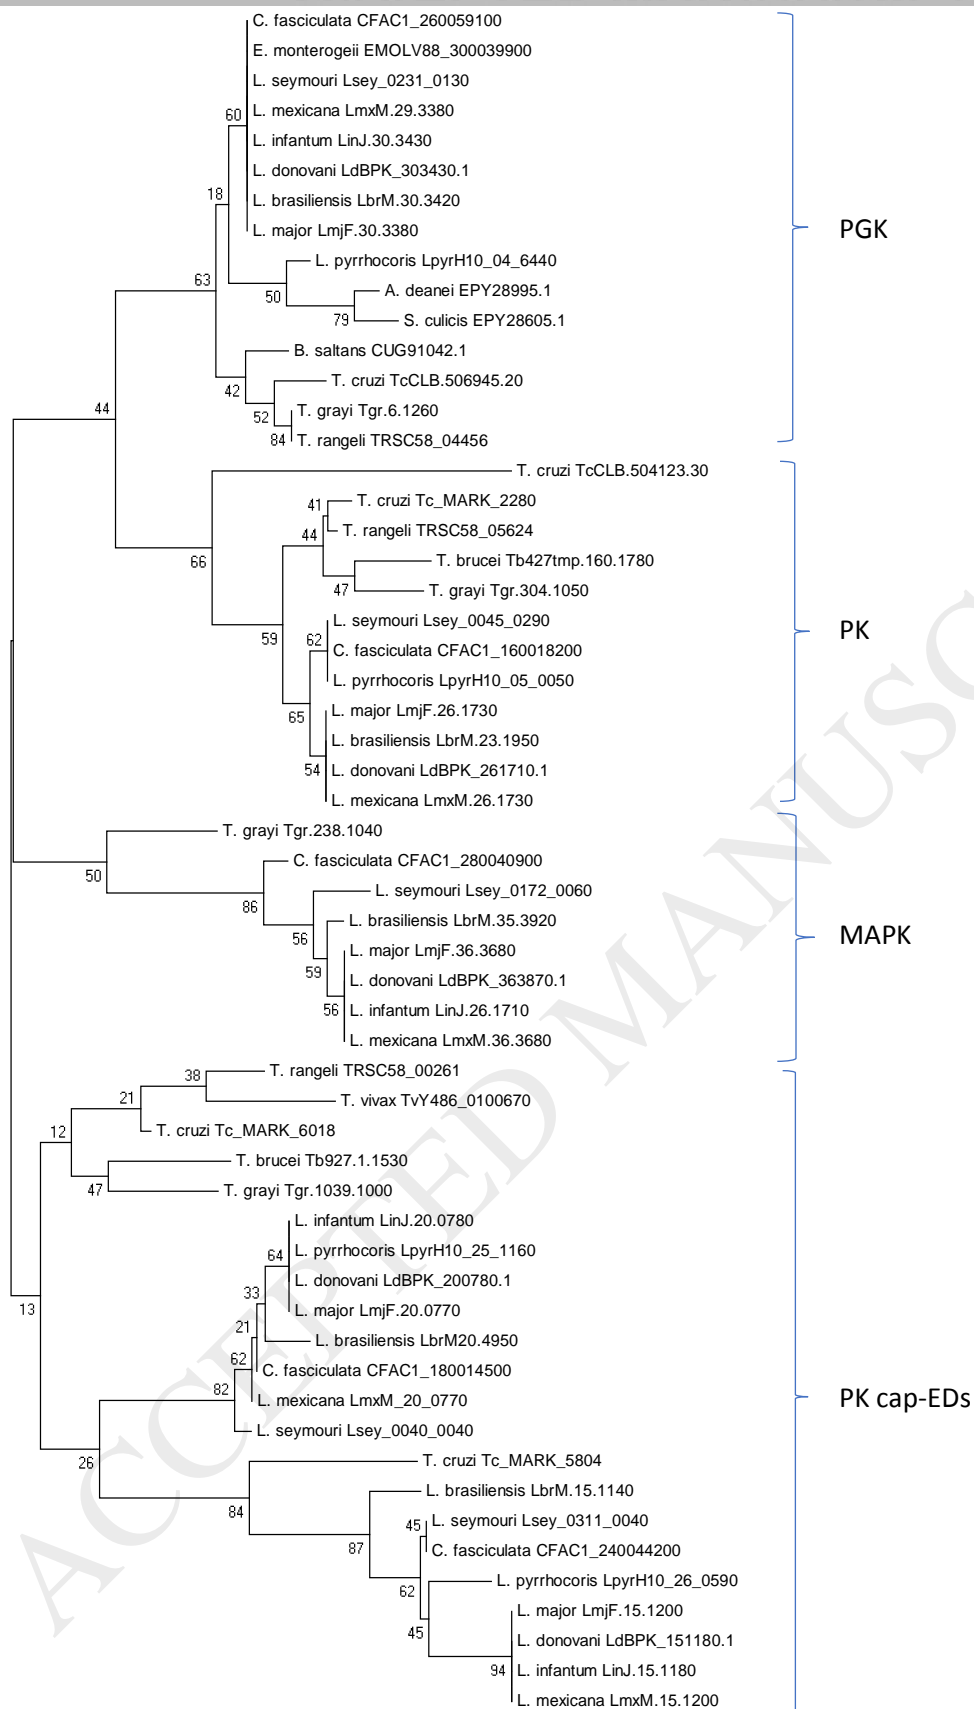 C. fasciculata CFAC1_260059100
E. monterogeii EMOLV88_300039900
L. seymouri Lsey_0231_0130
L. mexicana LmxM.29.3380
60
L. infantum LinJ.30.3430
L. donovani LdBPK_303430.1
18
L. brasiliensis LbrM.30.3420
L. major LmjF.30.3380
PGK
L. pyrrhocoris LpyrH10_04_6440
63
A. deanei EPY28995.1
50
S. culicis EPY28605.1
79
B. saltans CUG91042.1
T. cruzi TcCLB.506945.20
42
T. grayi Tgr.6.1260
44
52
T. rangeli TRSC58_04456
84
T. cruzi TcCLB.504123.30
T. cruzi Tc_MARK_2280
41
T. rangeli TRSC58_05624
44
T. brucei Tb427tmp.160.1780
66
T. grayi Tgr.304.1050
47
L. seymouri Lsey_0045_0290
PK
62
59
C. fasciculata CFAC1_160018200
L. pyrrhocoris LpyrH10_05_0050
L. major LmjF.26.1730
65
L. brasiliensis LbrM.23.1950
L. donovani LdBPK_261710.1
54
L. mexicana LmxM.26.1730
T. grayi Tgr.238.1040
C. fasciculata CFAC1_280040900
50
L. seymouri Lsey_0172_0060
86
L. brasiliensis LbrM.35.3920
MAPK
56
L. major LmjF.36.3680
59
L. donovani LdBPK_363870.1
L. infantum LinJ.26.1710
56
L. mexicana LmxM.36.3680
T. rangeli TRSC58_00261
38
21
T. vivax TvY486_0100670
T. cruzi Tc_MARK_6018
12
T. brucei Tb927.1.1530
T. grayi Tgr.1039.1000
47
L. infantum LinJ.20.0780
L. pyrrhocoris LpyrH10_25_1160
64
L. donovani LdBPK_200780.1
33
L. major LmjF.20.0770
13
21
L. brasiliensis LbrM20.4950
62
C. fasciculata CFAC1_180014500
82
L. mexicana LmxM_20_0770
PK cap-EDs
L. seymouri Lsey_0040_0040
26
T. cruzi Tc_MARK_5804
L. brasiliensis LbrM.15.1140
84
L. seymouri Lsey_0311_0040
45
87
C. fasciculata CFAC1_240044200
L. pyrrhocoris LpyrH10_26_0590
62
L. major LmjF.15.1200
45
L. donovani LdBPK_151180.1
L. infantum LinJ.15.1180
94
L. mexicana LmxM.15.1200
ACCEPTED MANUSC